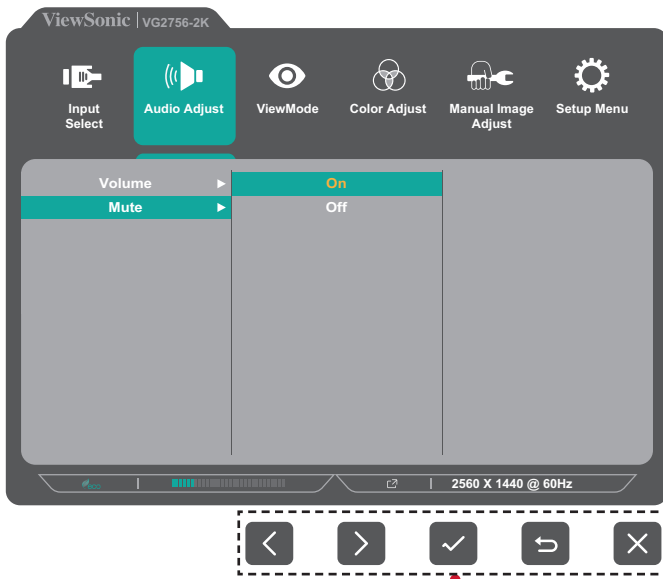 ViewSonic VG2756-2K
Input
Select
Audio Adjust
ViewMode
Color Adjust
Manual Image
Adjust
Setup Menu
Volume
On
Mute
Off
ECO
2560 X 1440 @ 60Hz